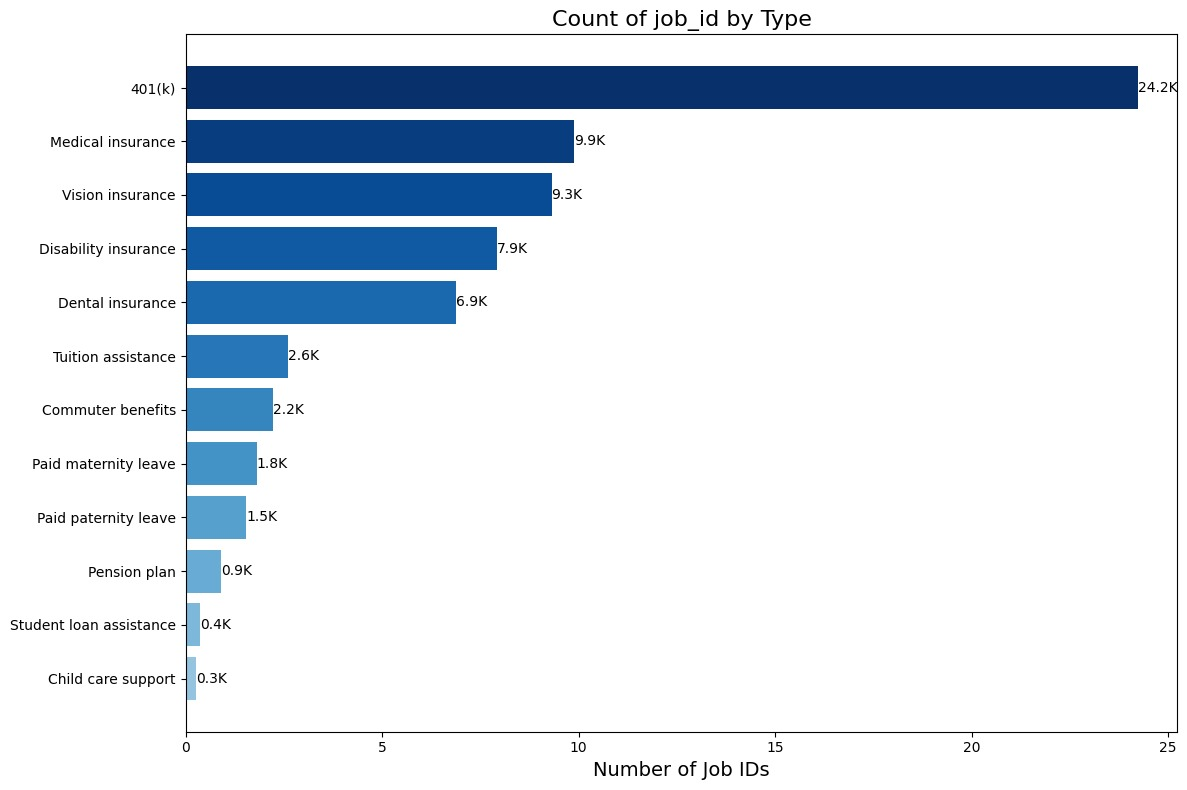 Count of job_id by Type
401(k) 24.2K
Medical insurance 9.9K
Vision insurance 9.3K
Disability insurance 7.9K
Dental insurance 6.9K
Tuition assistance 2.6K
Commuter benefits 2.2K
Paid maternity leave 1.8K
Paid paternity leave 1.5K
Pension plan 0.9K
Student loan assistance 0.4K
Child care support 0.3K
0 5 10 15 20 25
Number of Job IDs